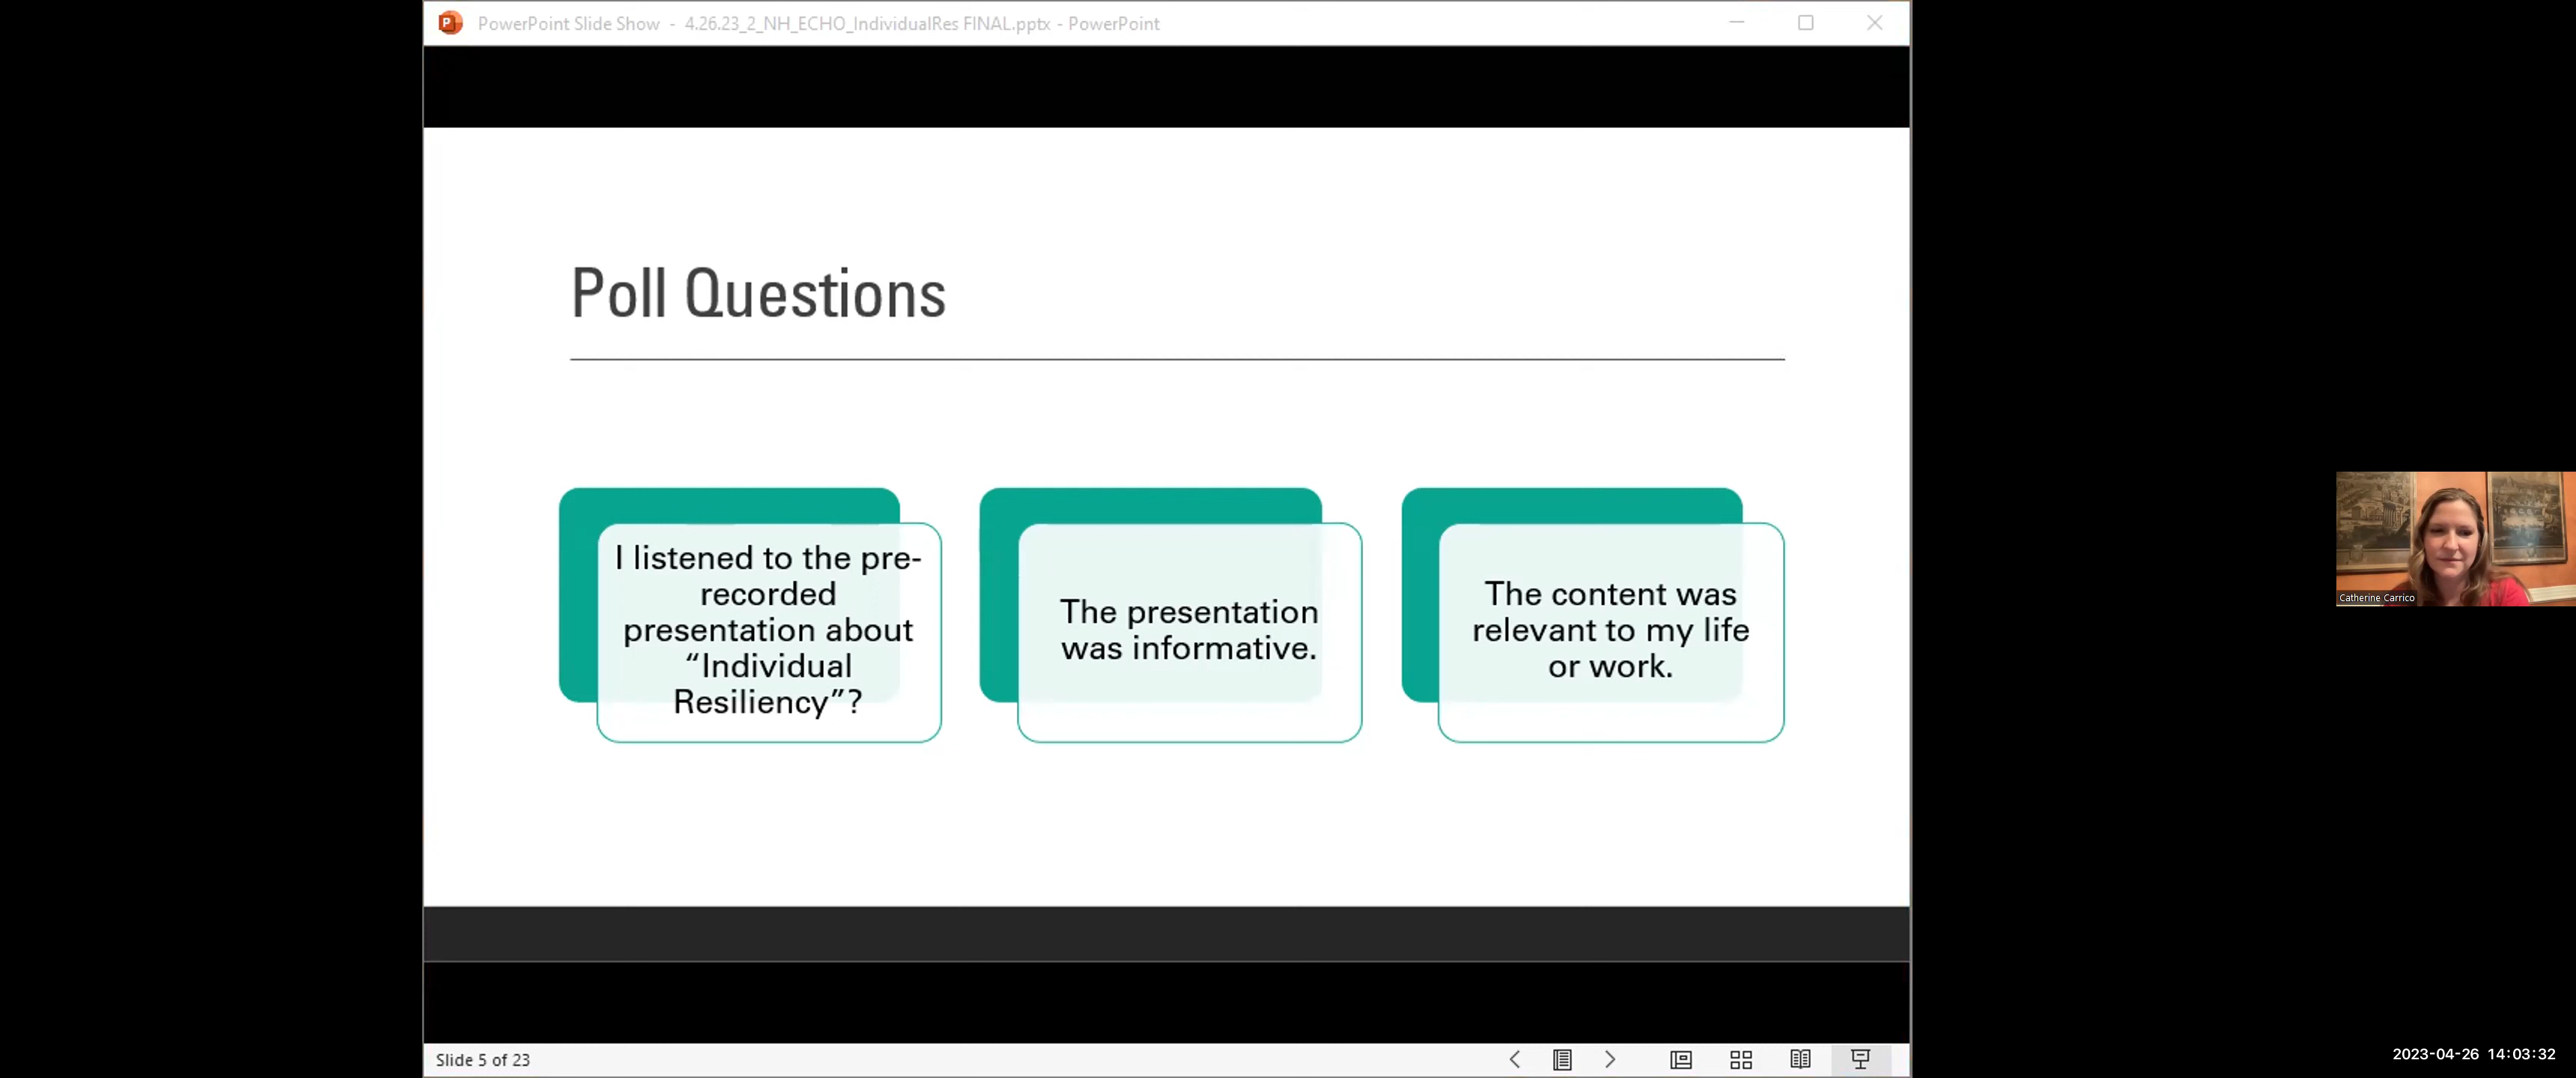 PowerPoint Slide Show - 4.26.23_2_NH_ECHO_IndividualRes FINAL.pptx - PowerPoint
Poll Questions
I listened to the pre-
recorded
presentation about
“Individual
Resiliency”?
The presentation
was informative.
The content was
relevant to my life
or work.
Catherine Carrico
Slide 5 of 23
2023-04-26 14:03:32